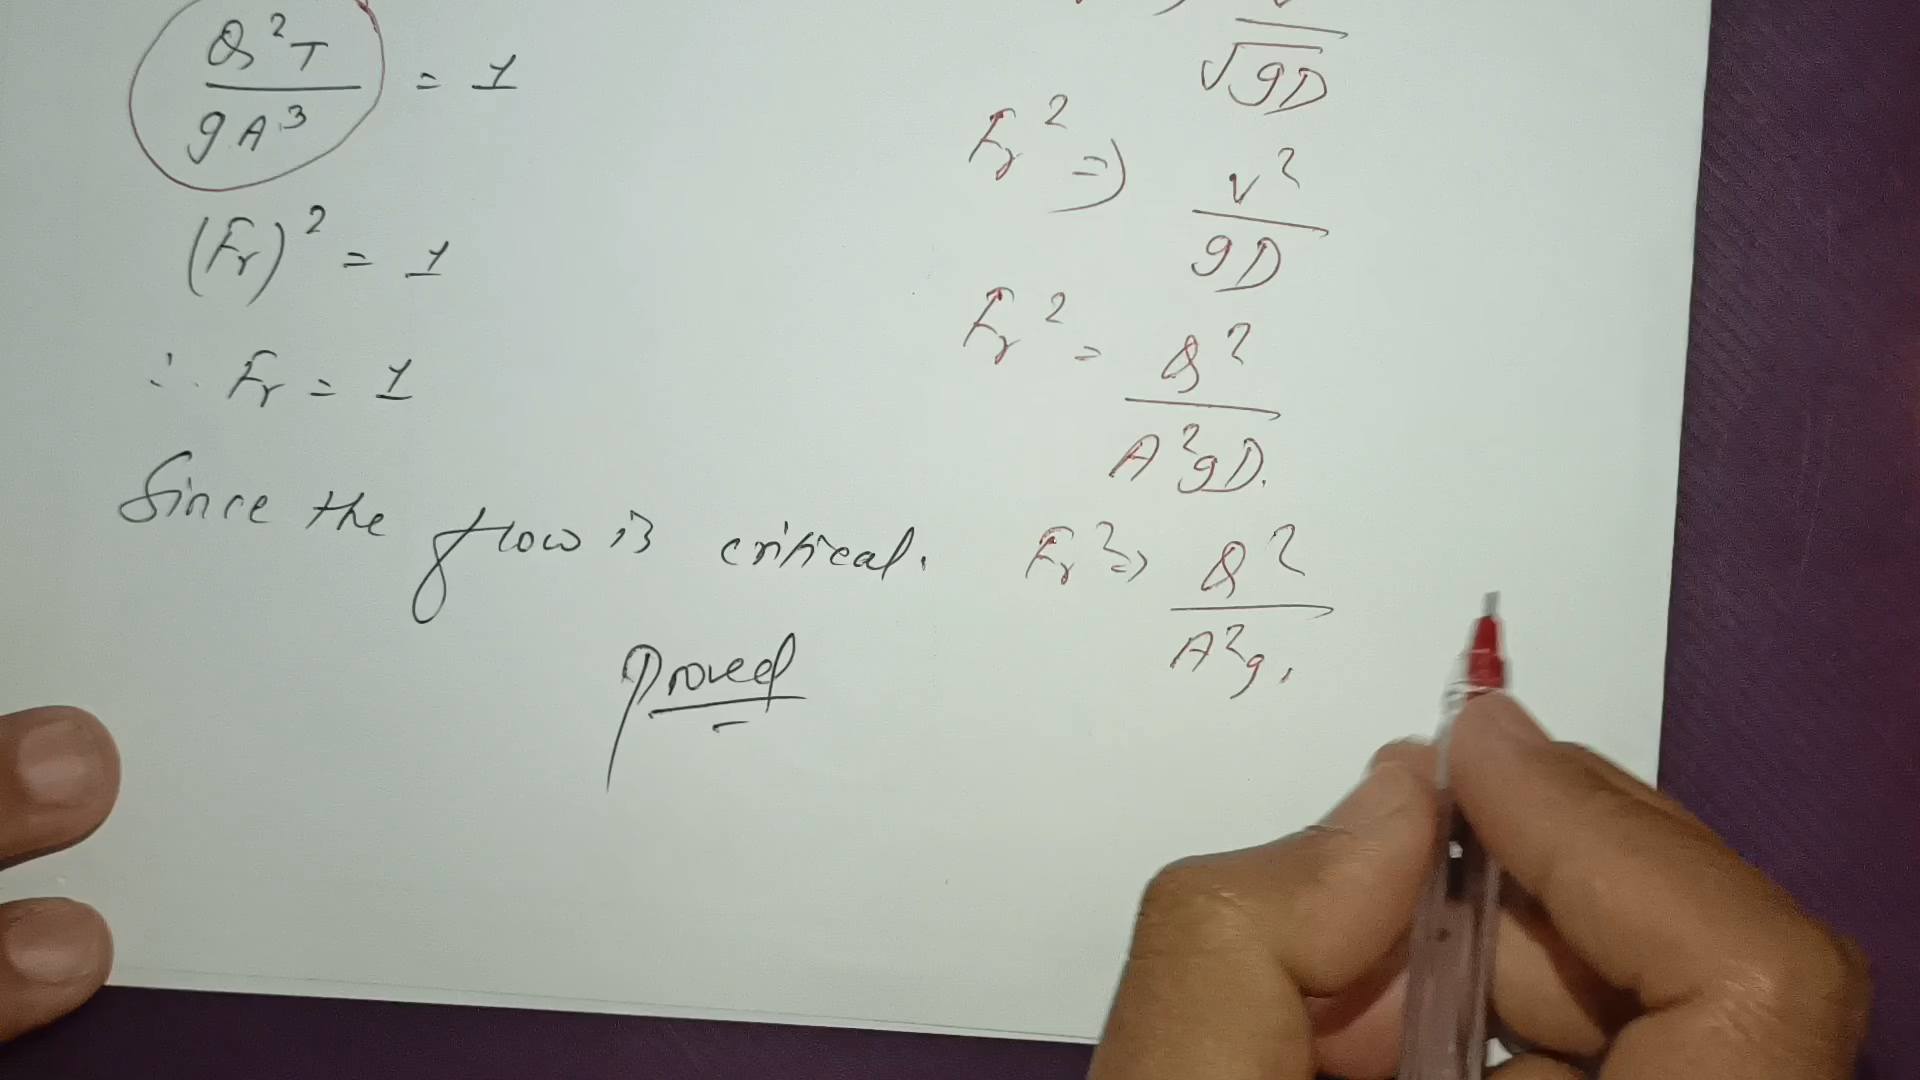 Q²T / gA³ = 1
(Fr)² = 1
∴ Fr = 1
Since the flow is critical.
Proved
√gD
Fr² => v² / gD
Fr² = Q² / A²gD.
Fr² => Q² / A²g.